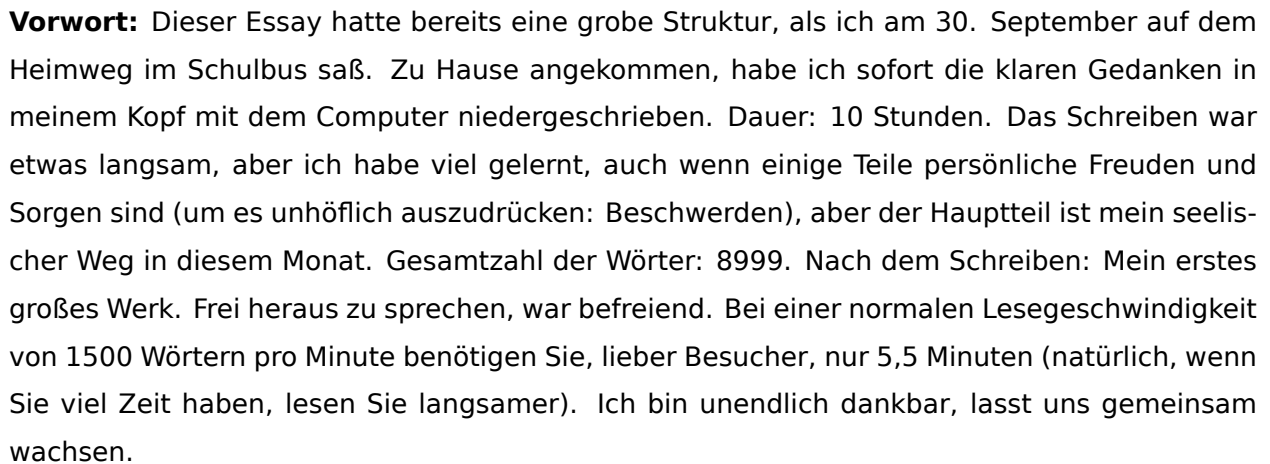 Vorwort: Dieser Essay hatte bereits eine grobe Struktur, als ich am 30. September auf dem
Heimweg im Schulbus saß. Zu Hause angekommen, habe ich sofort die klaren Gedanken in
meinem Kopf mit dem Computer niedergeschrieben. Dauer: 10 Stunden. Das Schreiben war
etwas langsam, aber ich habe viel gelernt, auch wenn einige Teile persönliche Freuden und
Sorgen sind (um es unhöflich auszudrücken: Beschwerden), aber der Hauptteil ist mein seelis-
cher Weg in diesem Monat. Gesamtzahl der Wörter: 8999. Nach dem Schreiben: Mein erstes
großes Werk. Frei heraus zu sprechen, war befreiend. Bei einer normalen Lesegeschwindigkeit
von 1500 Wörtern pro Minute benötigen Sie, lieber Besucher, nur 5,5 Minuten (natürlich, wenn
Sie viel Zeit haben, lesen Sie langsamer). Ich bin unendlich dankbar, lasst uns gemeinsam
wachsen.